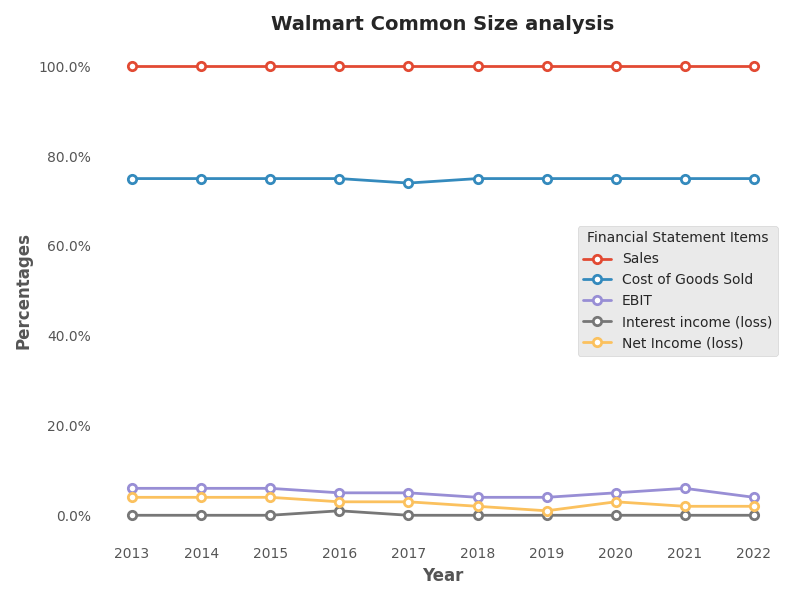 Walmart Common Size analysis
100.0%
80.0%
60.0%
40.0%
20.0%
0.0%
Percentages
Financial Statement Items
Sales
Cost of Goods Sold
EBIT
Interest income (loss)
Net Income (loss)
2013 2014 2015 2016 2017 2018 2019 2020 2021 2022
Year